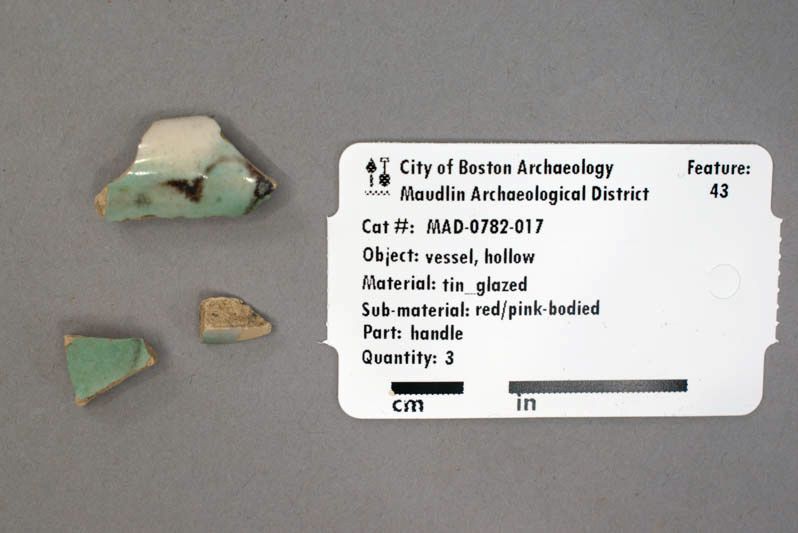 City of Boston Archaeology
Maudlin Archaeological District
Feature:
43
Cat #: MAD-0782-017
Object: vessel, hollow
Material: tin_glazed
Sub-material: red/pink-bodied
Part: handle
Quantity: 3
cm in